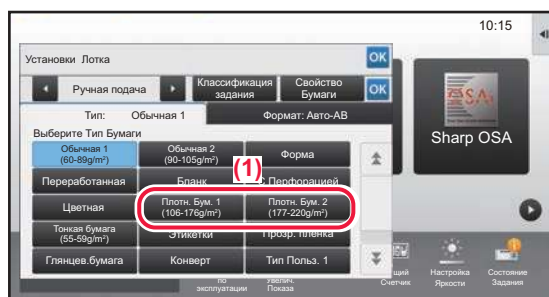 10:15
Установки Лотка
OK
Ручная подача
Классификация задания
Свойство Бумаги
OK
Тип: Обычная 1
Формат: Авто-AB
Выберите Тип Бумаги
Обычная 1 (60-89g/m²)
Обычная 2 (90-105g/m²)
Форма
(1)
Переработанная
Бланк
С Перфорацией
Цветная
Плотн. Бум. 1 (106-176g/m²)
Плотн. Бум. 2 (177-220g/m²)
Тонкая бумага (55-59g/m²)
Этикетки
Прозр. пленка
Глянцев.бумага
Конверт
Тип Польз. 1
Sharp OSA
по эксплуатации
Увелич. Показа
щий Счетчик
Настройка Яркости
Состояние Задания